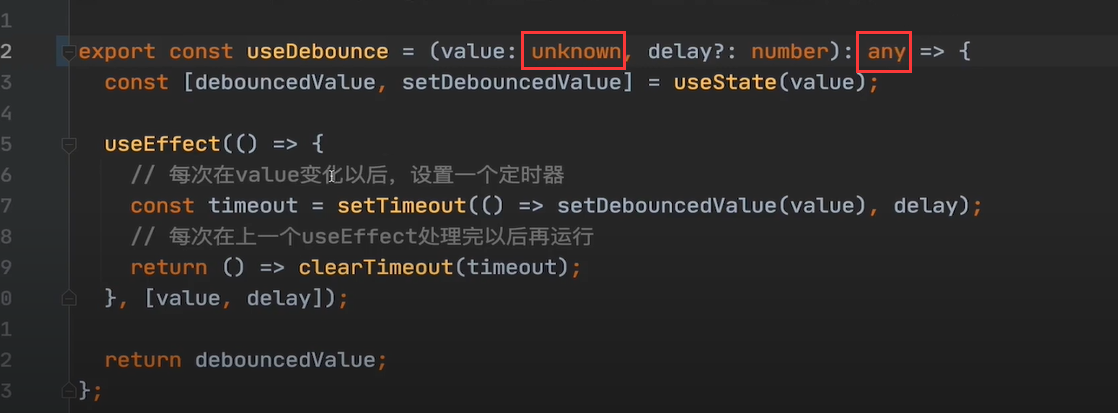 1
2 export const useDebounce = (value: unknown, delay?: number): any => {
3 const [debouncedValue, setDebouncedValue] = useState(value);
4
5 useEffect(() => {
6 // 每次在value变化以后，设置一个定时器
7 const timeout = setTimeout(() => setDebouncedValue(value), delay);
8 // 每次在上一个useEffect处理完以后再运行
9 return () => clearTimeout(timeout);
0 }, [value, delay]);
1
2 return debouncedValue;
3 };